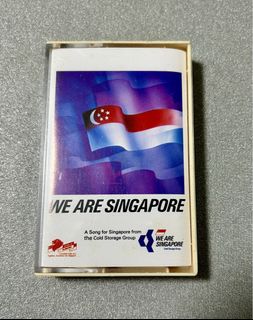 WE ARE SINGAPORE
A Song for Singapore from
the Cold Storage Group.
WE ARE
SINGAPORE